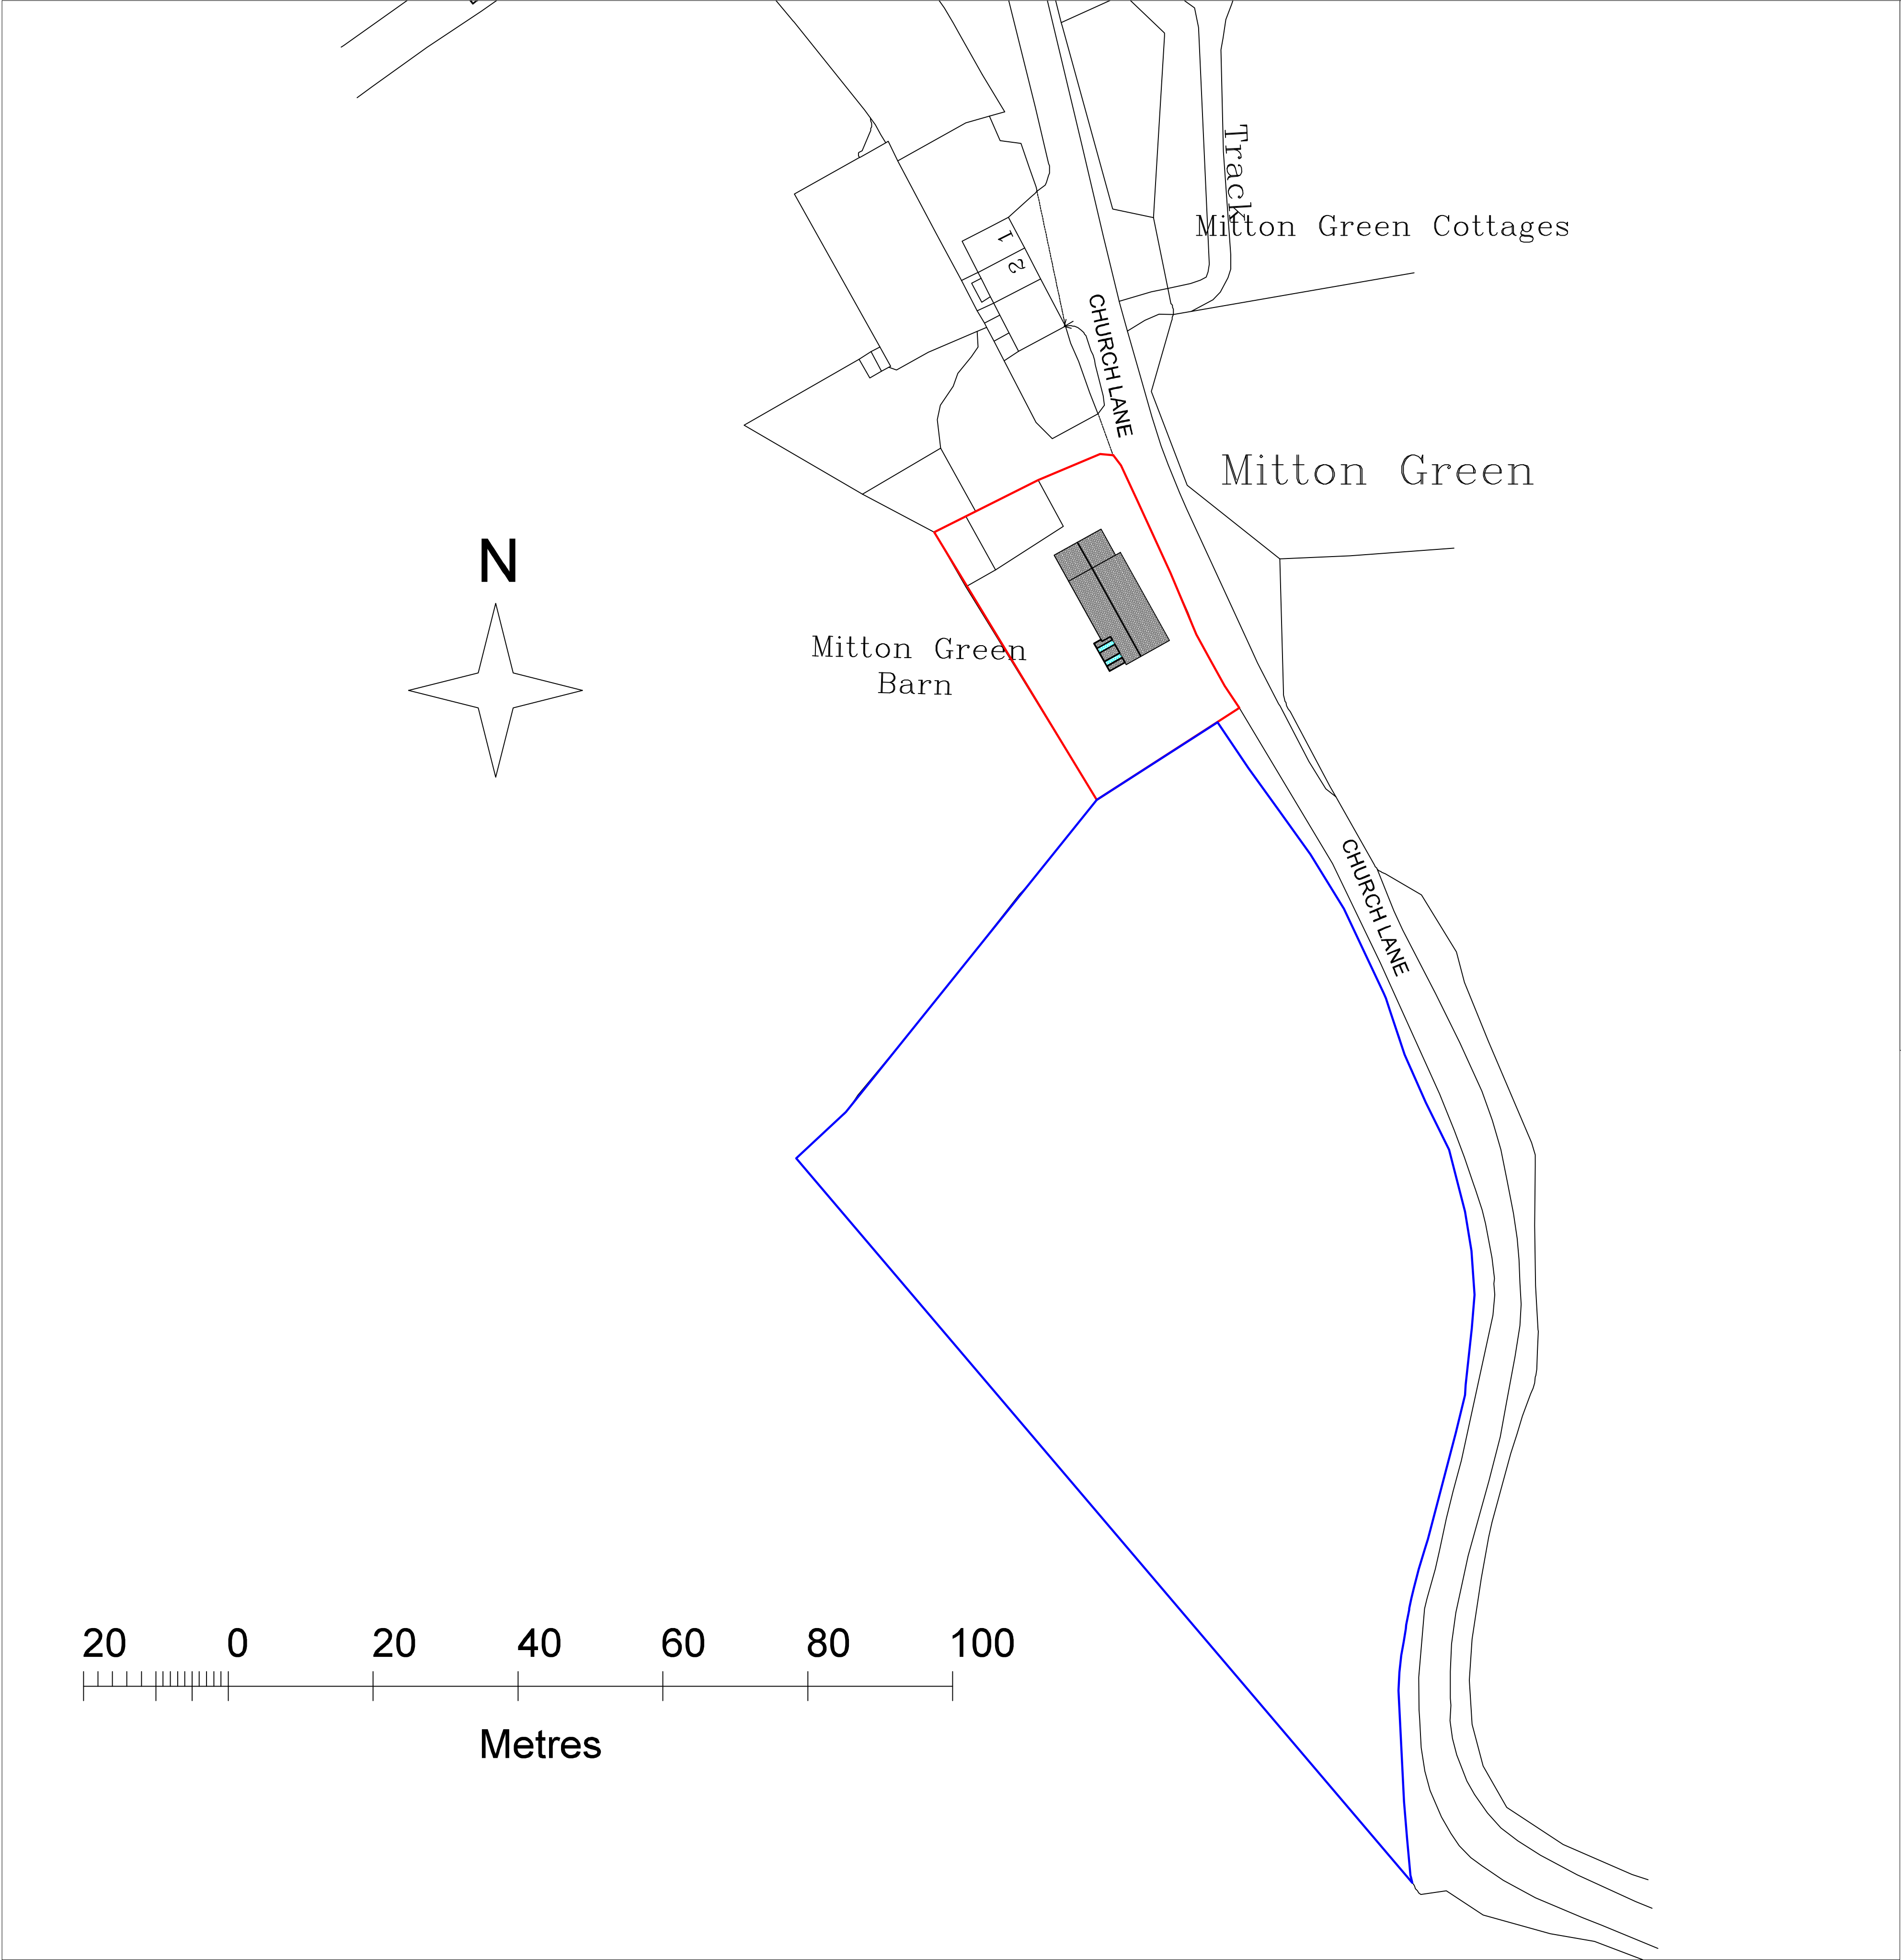 Track
Mitton Green Cottages
1
2
CHURCH LANE
Mitton Green
N
Mitton Green
Barn
CHURCH LANE
20 0 20 40 60 80 100
Metres